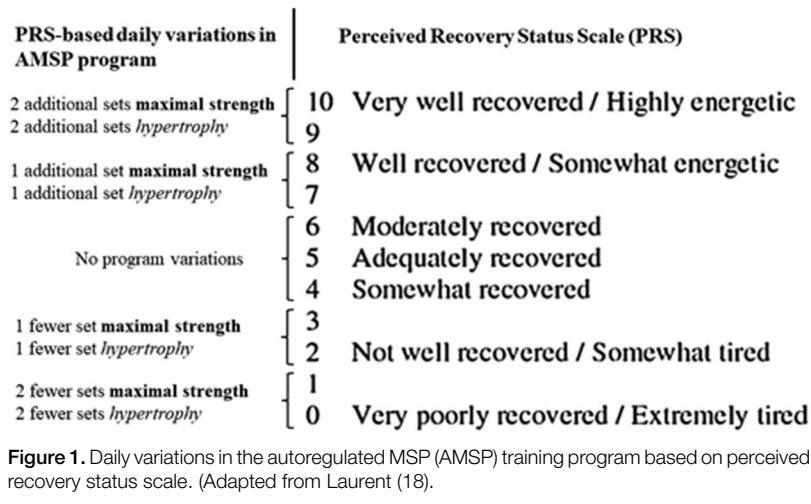 PRS-based daily variations in
AMSP program
Perceived Recovery Status Scale (PRS)
2 additional sets maximal strength
2 additional sets hypertrophy
10 Very well recovered / Highly energetic
9
1 additional set maximal strength
1 additional set hypertrophy
8 Well recovered / Somewhat energetic
7
No program variations
6 Moderately recovered
5 Adequately recovered
4 Somewhat recovered
1 fewer set maximal strength
1 fewer set hypertrophy
3
2 Not well recovered / Somewhat tired
2 fewer sets maximal strength
2 fewer sets hypertrophy
1
0 Very poorly recovered / Extremely tired
Figure 1. Daily variations in the autoregulated MSP (AMSP) training program based on perceived
recovery status scale. (Adapted from Laurent (18).